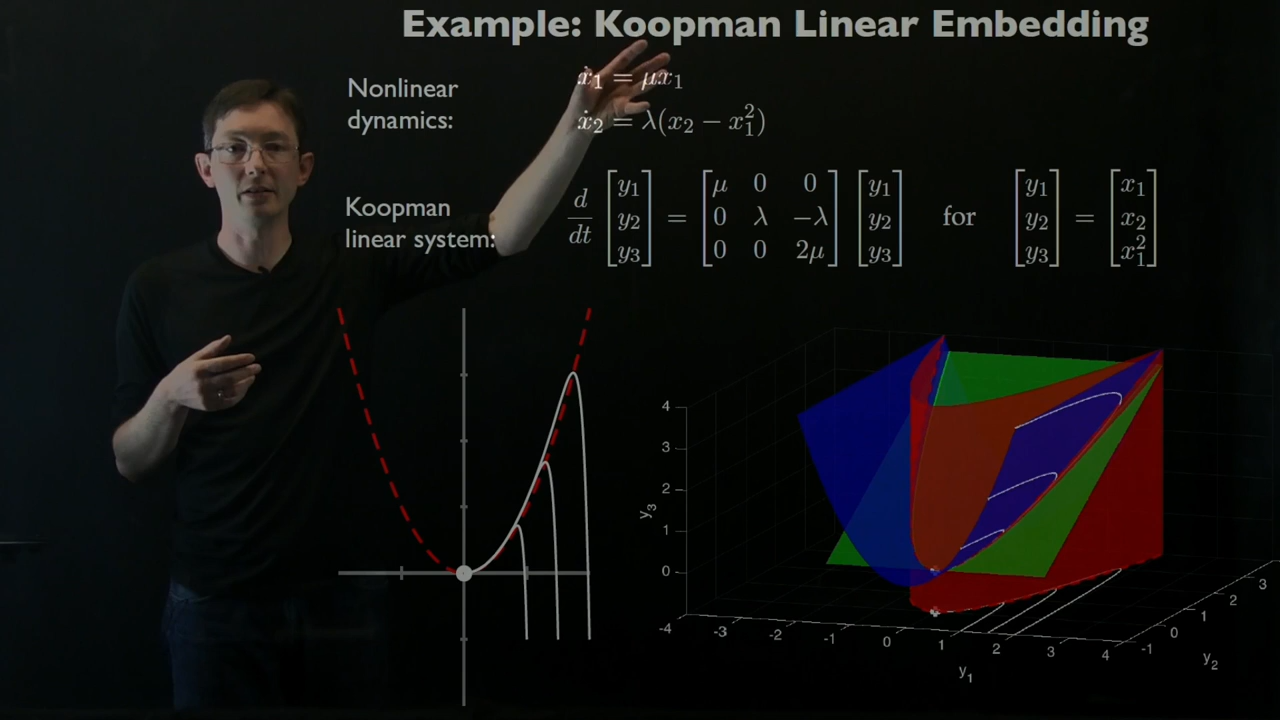 Example: Koopman Linear Embedding
Nonlinear dynamics:
ẋ₁ = μx₁
ẋ₂ = λ(x₂ − x₁²)
Koopman linear system:
d/dt [y₁ y₂ y₃] = [μ 0 0; 0 λ −λ; 0 0 2μ] [y₁ y₂ y₃] for [y₁ y₂ y₃] = [x₁ x₂ x₁²]
4
3
2
1
0
y₃
-4 -3 -2 -1 0 1 2 3 4
y₁
-1 0 1 2 3
y₂